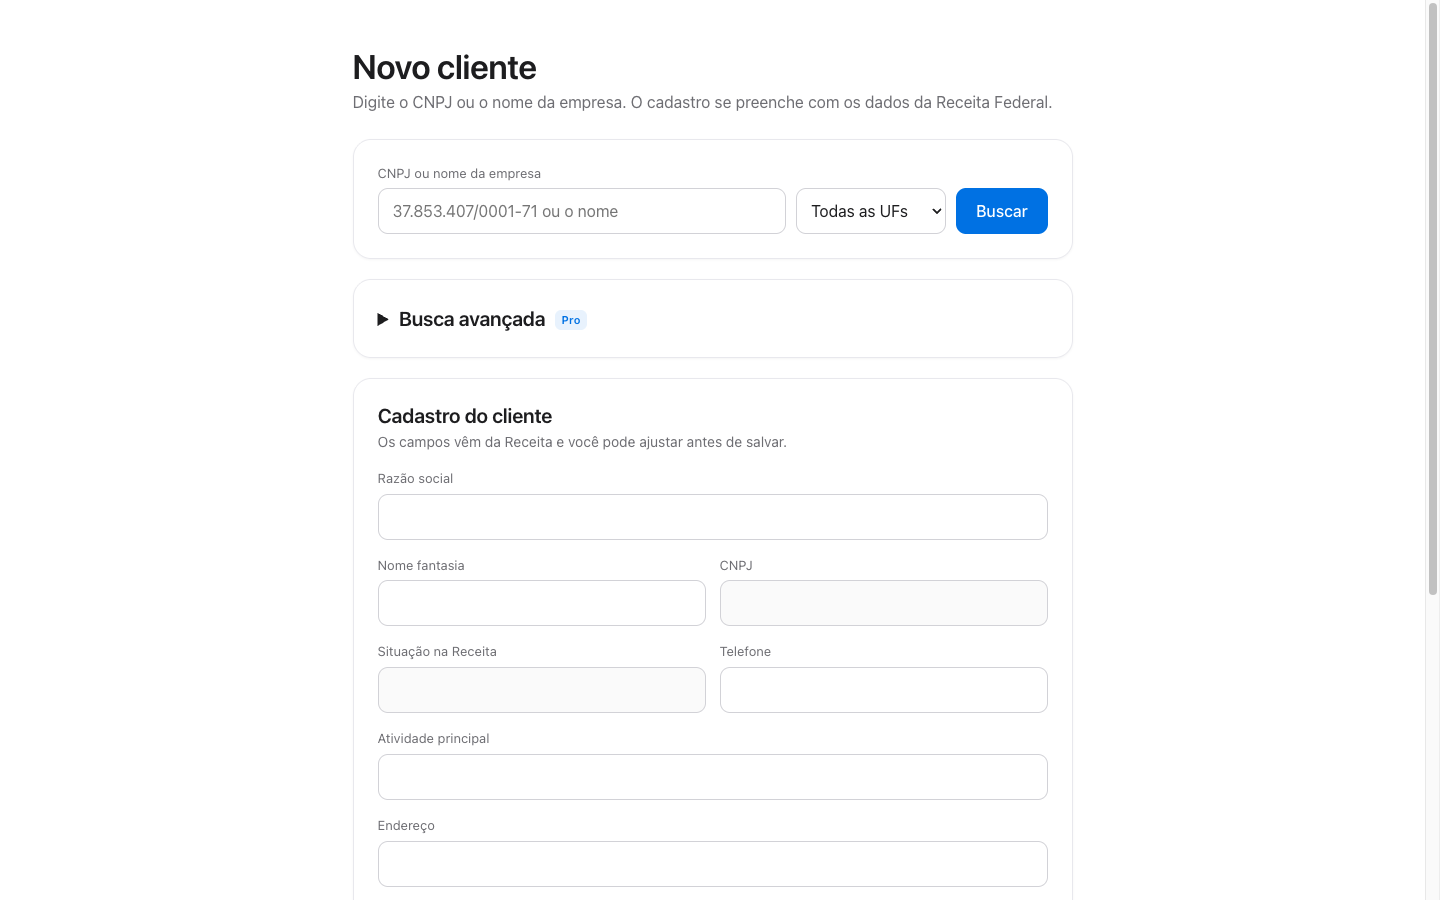 Novo cliente
Digite o CNPJ ou o nome da empresa. O cadastro se preenche com os dados da Receita Federal.
CNPJ ou nome da empresa
37.853.407/0001-71 ou o nome
Todas as UFs
Buscar
Busca avançada Pro
Cadastro do cliente
Os campos vêm da Receita e você pode ajustar antes de salvar.
Razão social
Nome fantasia
CNPJ
Situação na Receita
Telefone
Atividade principal
Endereço